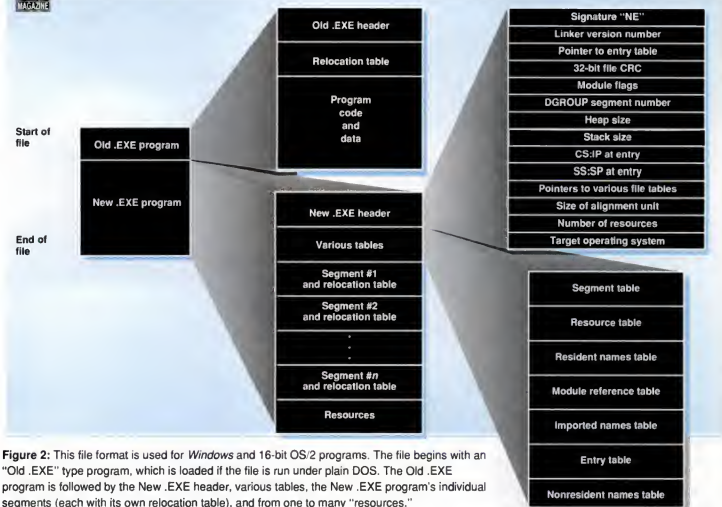 MAGAZINE
Start of
file
End of
file
Old .EXE program
New .EXE program
Old .EXE header
Relocation table
Program
code
and
data
New .EXE header
Various tables
Segment #1
and relocation table
Segment #2
and relocation table
.
.
.
Segment #n
and relocation table
Resources
Signature "NE"
Linker version number
Pointer to entry table
32-bit file CRC
Module flags
DGROUP segment number
Heap size
Stack size
CS:IP at entry
SS:SP at entry
Pointers to various file tables
Size of alignment unit
Number of resources
Target operating system
Segment table
Resource table
Resident names table
Module reference table
Imported names table
Entry table
Nonresident names table
Figure 2: This file format is used for Windows and 16-bit OS/2 programs. The file begins with an
"Old .EXE" type program, which is loaded if the file is run under plain DOS. The Old .EXE
program is followed by the New .EXE header, various tables, the New .EXE program's individual
segments (each with its own relocation table), and from one to many "resources."